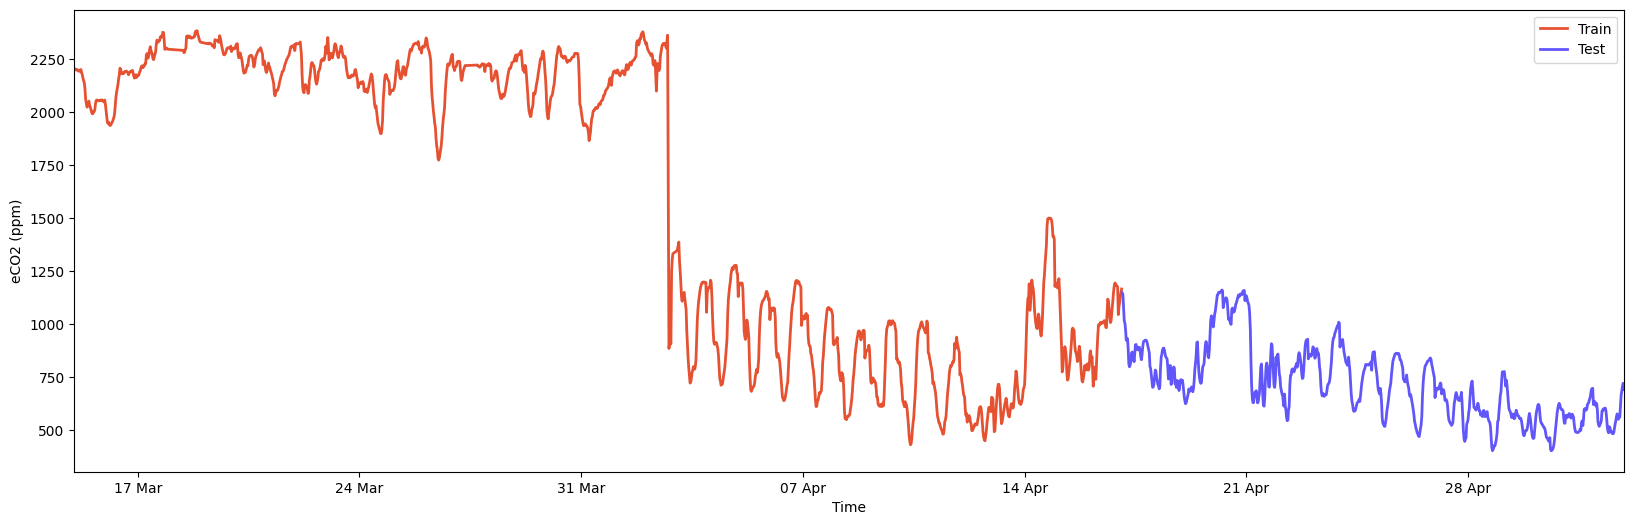 Train
Test
eCO2 (ppm)
2250
2000
1750
1500
1250
1000
750
500
17 Mar
24 Mar
31 Mar
07 Apr
14 Apr
21 Apr
28 Apr
Time